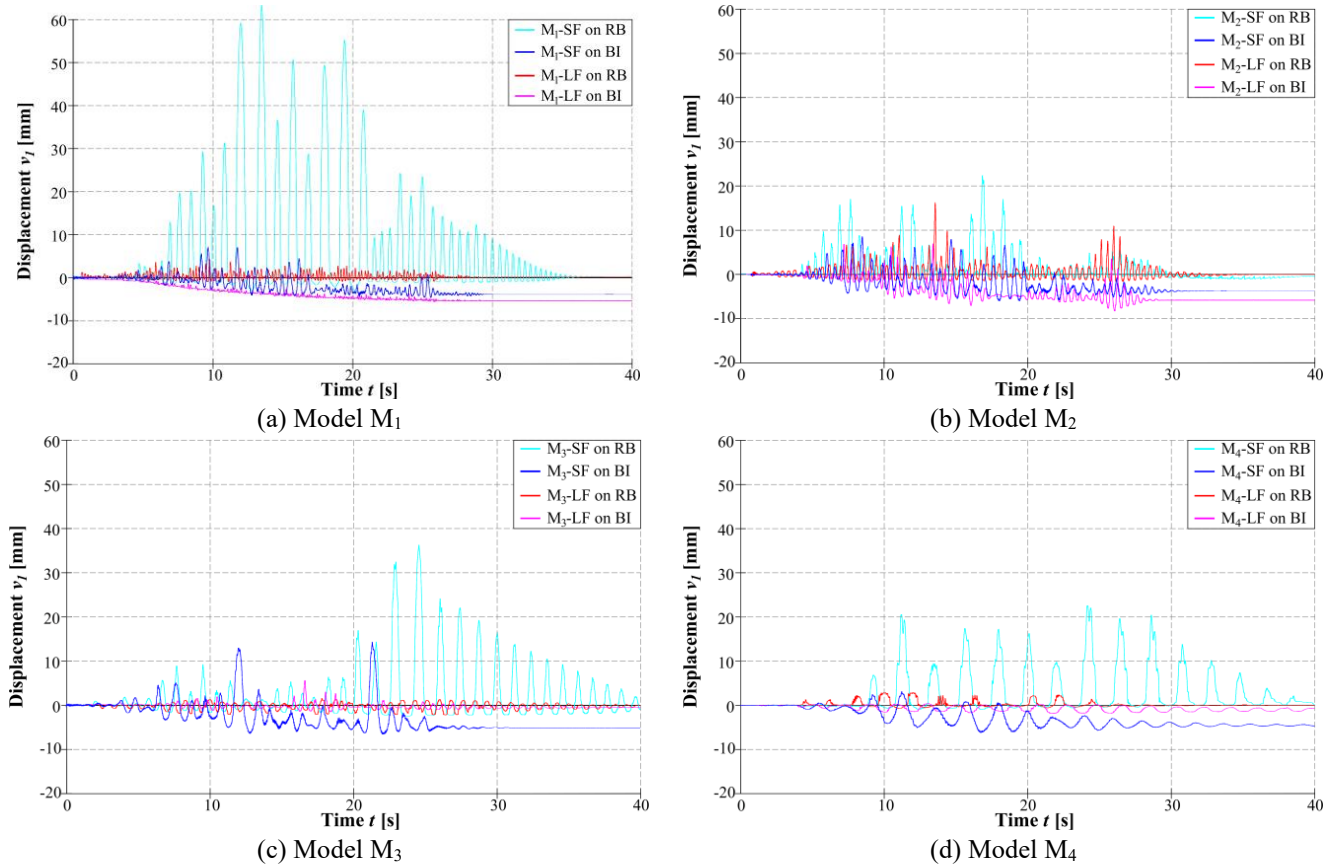 60
50
40
30
20
10
0
-10
-20
Displacement v1 [mm]
M1-SF on RB
M1-SF on BI
M1-LF on RB
M1-LF on BI
0 10 20 30 40
Time t [s]
(a) Model M1
60
50
40
30
20
10
0
-10
-20
Displacement v1 [mm]
M2-SF on RB
M2-SF on BI
M2-LF on RB
M2-LF on BI
0 10 20 30 40
Time t [s]
(b) Model M2
60
50
40
30
20
10
0
-10
-20
Displacement v1 [mm]
M3-SF on RB
M3-SF on BI
M3-LF on RB
M3-LF on BI
0 10 20 30 40
Time t [s]
(c) Model M3
60
50
40
30
20
10
0
-10
-20
Displacement v1 [mm]
M4-SF on RB
M4-SF on BI
M4-LF on RB
M4-LF on BI
0 10 20 30 40
Time t [s]
(d) Model M4